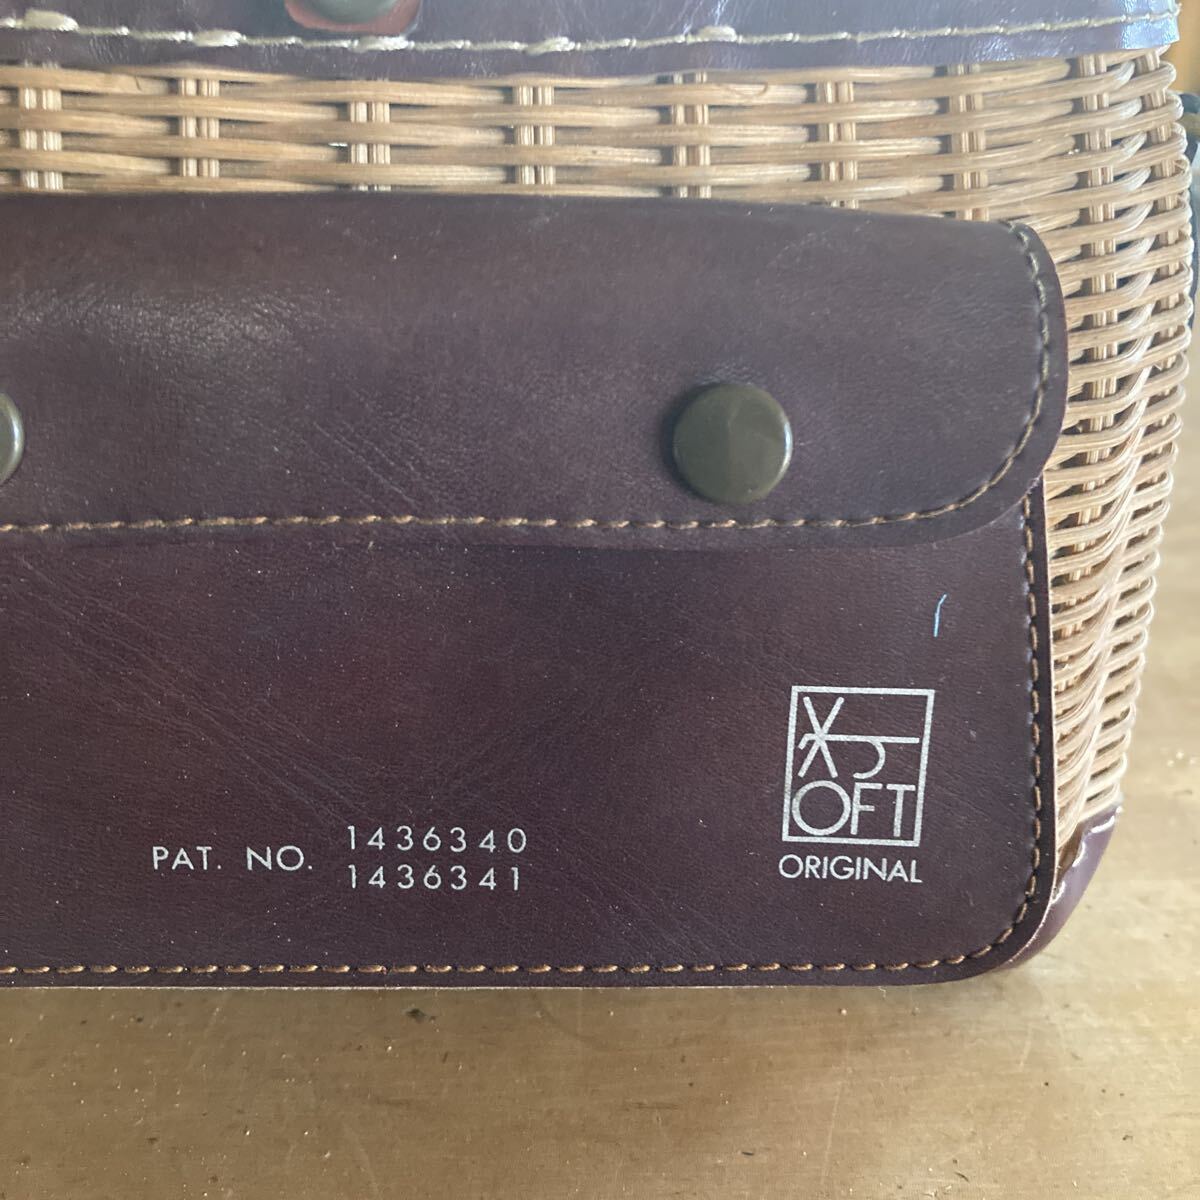 OFT
ORIGINAL
PAT. NO. 1436340
1436341